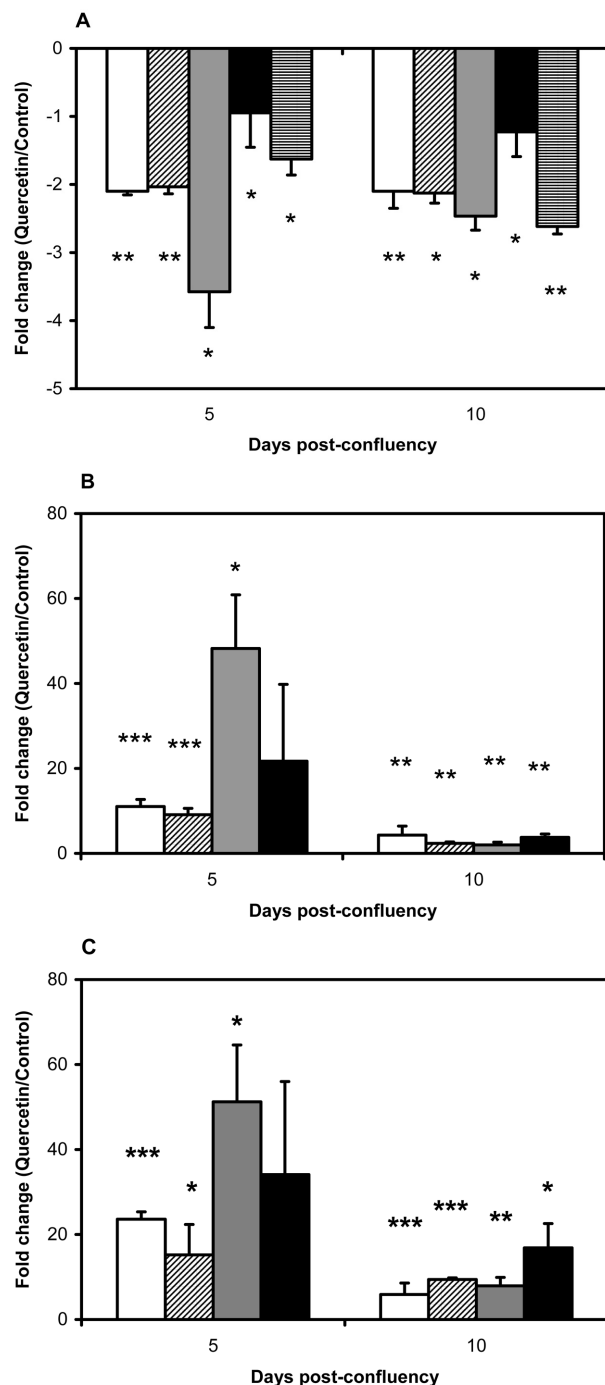 A
Fold change (Quercetin/Control)
0
-1
-2
-3
-4
-5
** ** * * *
** * * * **
5 10
Days post-confluency
B
Fold change (Quercetin/Control)
80
60
40
20
0
*** *** *
** ** ** **
5 10
Days post-confluency
C
Fold change (Quercetin/Control)
80
60
40
20
0
*** * *
*** *** ** *
5 10
Days post-confluency